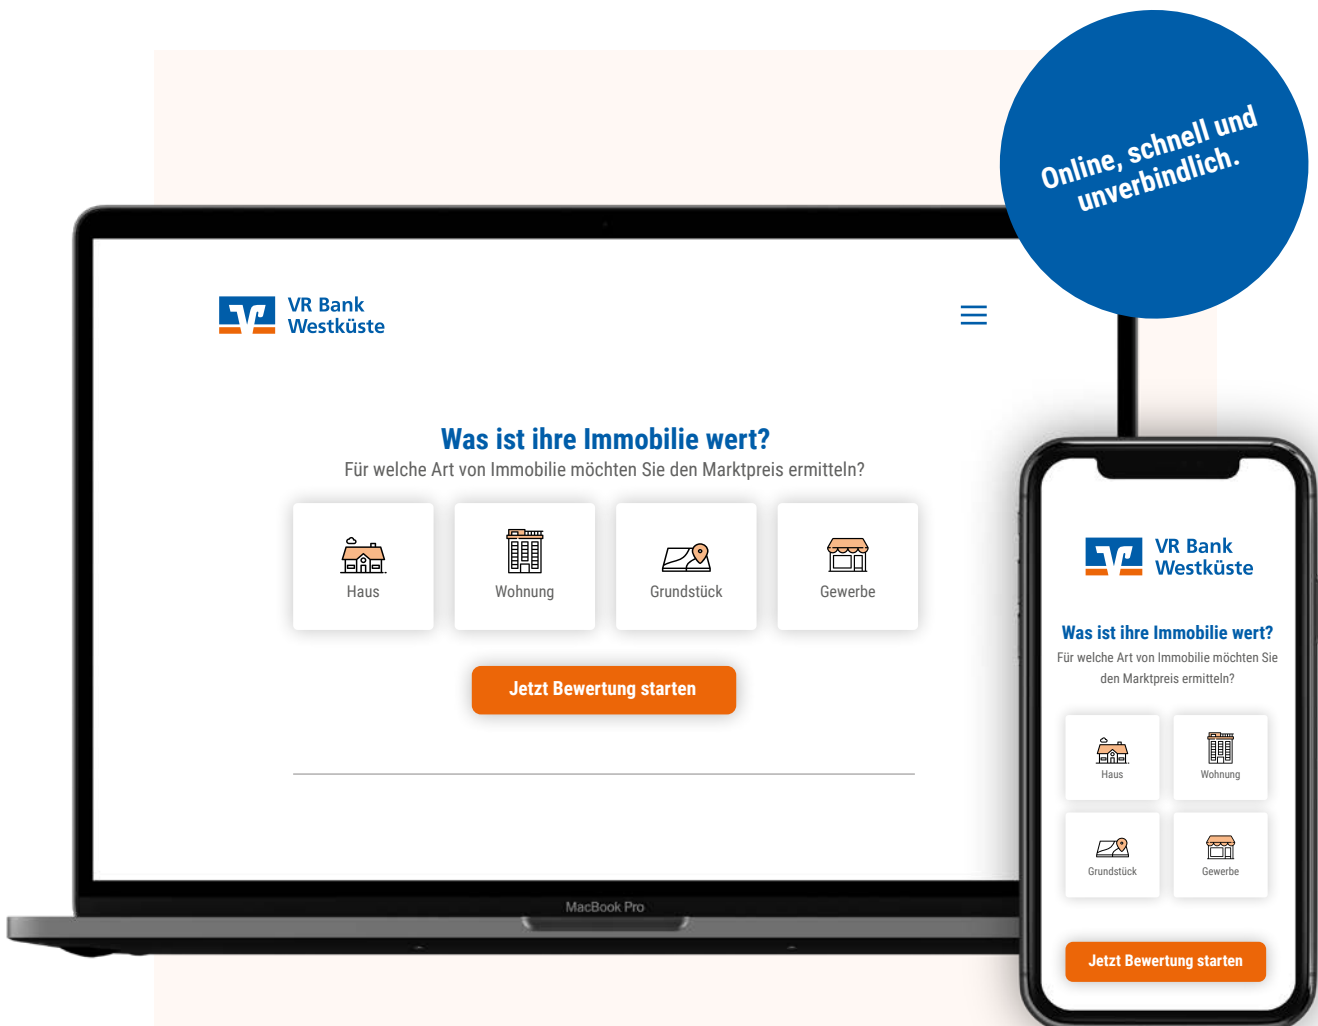 Online, schnell und
unverbindlich.
VR Bank
Westküste
Was ist ihre Immobilie wert?
Für welche Art von Immobilie möchten Sie den Marktpreis ermitteln?
Haus
Wohnung
Grundstück
Gewerbe
Jetzt Bewertung starten
MacBook Pro
VR Bank
Westküste
Was ist ihre Immobilie wert?
Für welche Art von Immobilie möchten Sie
den Marktpreis ermitteln?
Haus
Wohnung
Grundstück
Gewerbe
Jetzt Bewertung starten